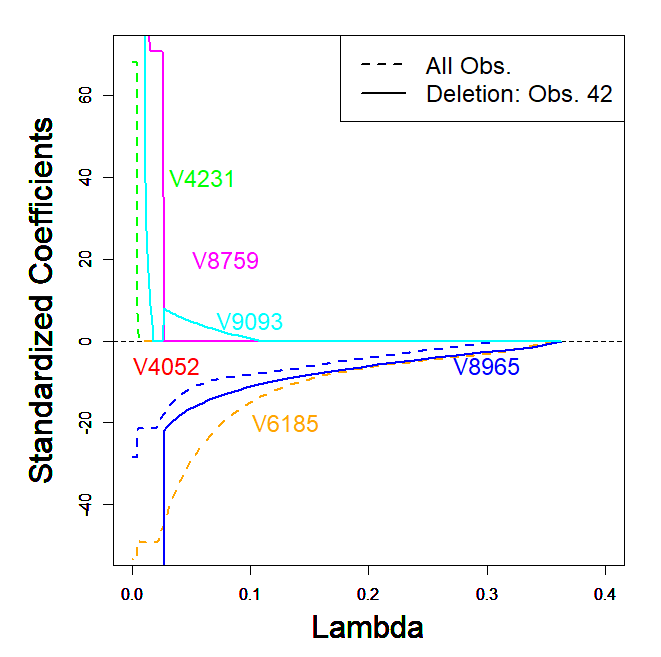 All Obs.
Deletion: Obs. 42
Standardized Coefficients
60
40
20
0
-20
-40
V4231
V8759
V9093
V4052
V8965
V6185
0.0 0.1 0.2 0.3 0.4
Lambda